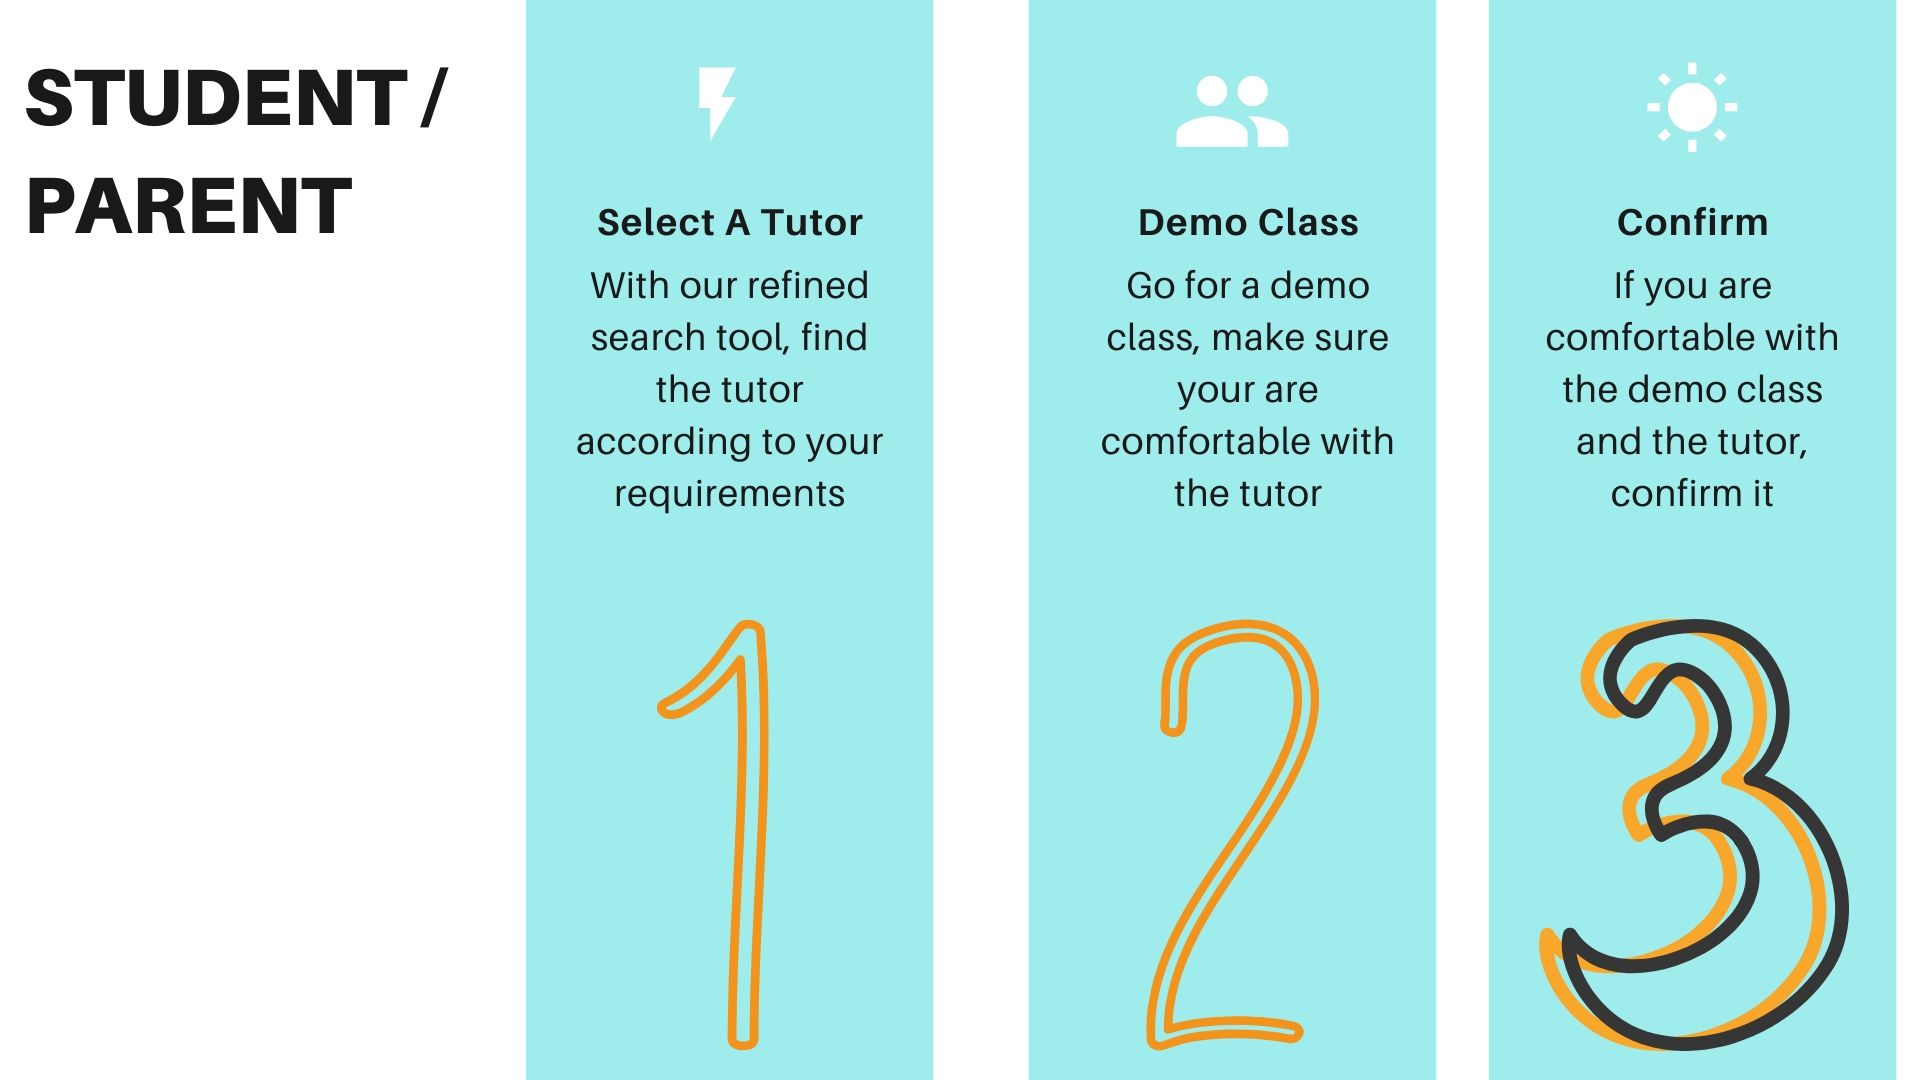 STUDENT /
PARENT
Select A Tutor
With our refined
search tool, find
the tutor
according to your
requirements
1
Demo Class
Go for a demo
class, make sure
your are
comfortable with
the tutor
2
Confirm
If you are
comfortable with
the demo class
and the tutor,
confirm it
3